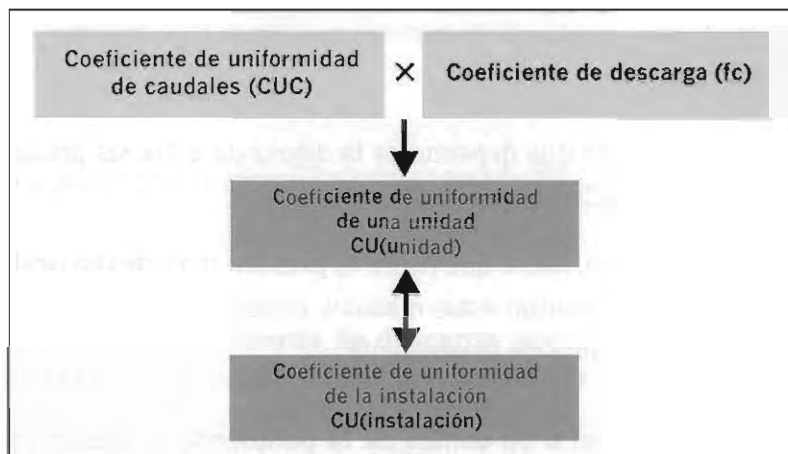 Coeficiente de uniformidad
de caudales (CUC)
×
Coeficiente de descarga (fc)
Coeficiente de uniformidad
de una unidad
CU(unidad)
Coeficiente de uniformidad
de la instalación
CU(instalación)